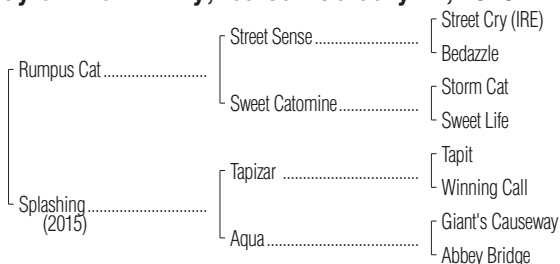 Street Cry (IRE)
Street Sense
Bedazzle
Rumpus Cat
Storm Cat
Sweet Catomine
Sweet Life
Tapit
Tapizar
Winning Call
Splashing
(2015)
Giant's Causeway
Aqua
Abbey Bridge